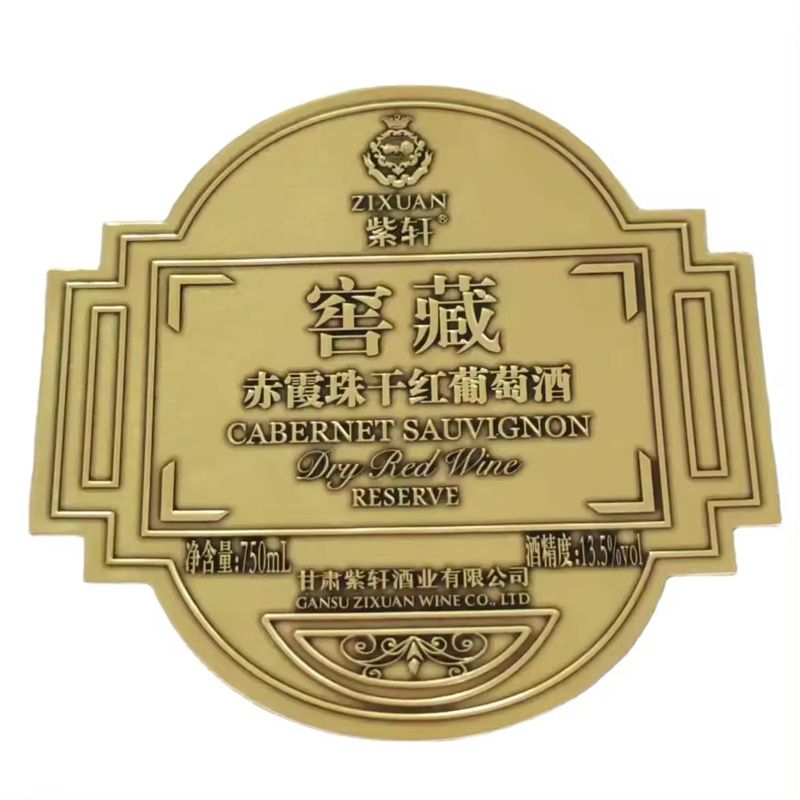 ZIXUAN
紫轩®
窖藏
赤霞珠干红葡萄酒
CABERNET SAUVIGNON
Dry Red Wine
RESERVE
净含量:750mL 酒精度:13.5%vol
甘肃紫轩酒业有限公司
GANSU ZIXUAN WINE CO., LTD